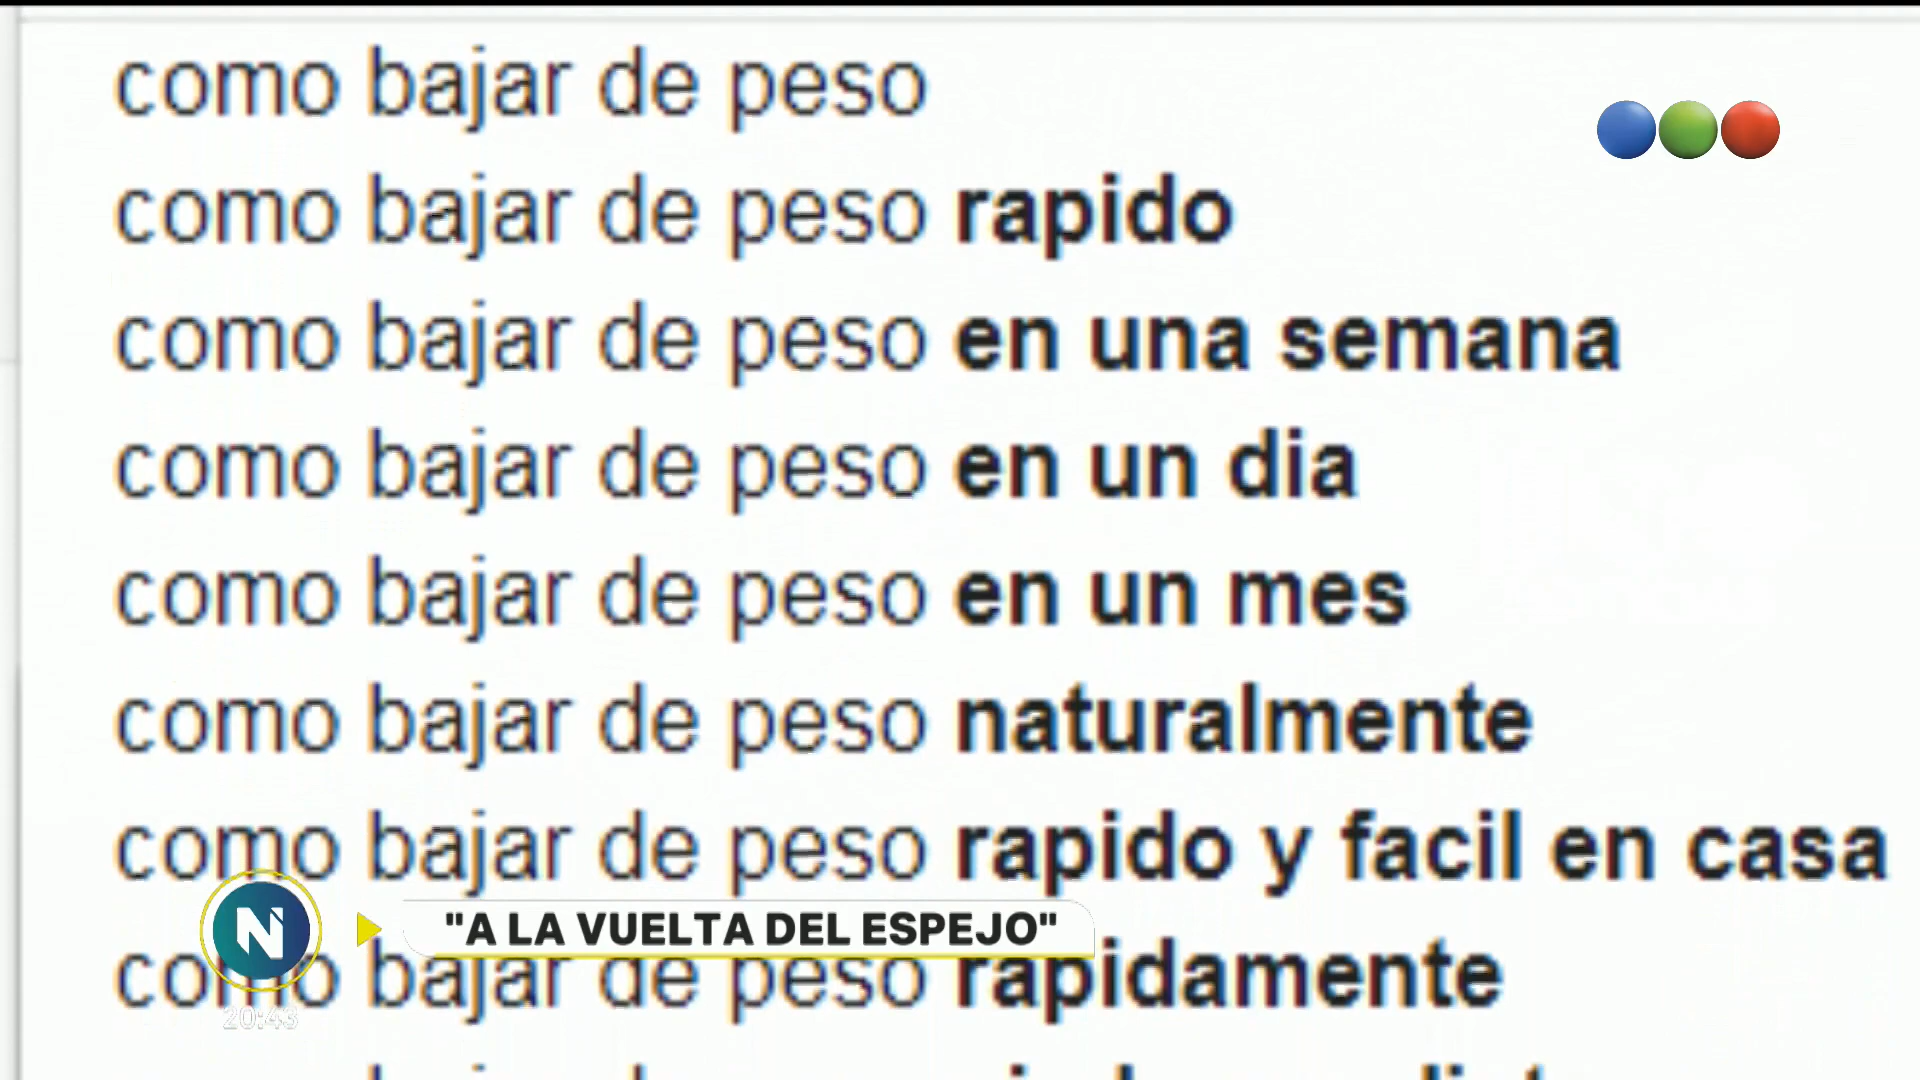 como bajar de peso
como bajar de peso rapido
como bajar de peso en una semana
como bajar de peso en un dia
como bajar de peso en un mes
como bajar de peso naturalmente
como bajar de peso rapido y facil en casa
N "A LA VUELTA DEL ESPEJO"
como bajar de peso rapidamente
20:43